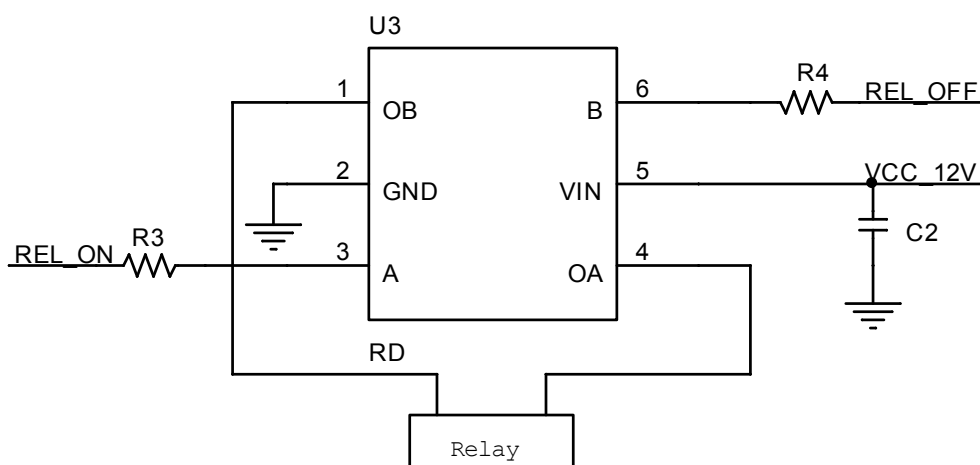 U3
1
OB
B
6
R4
REL_OFF
2
GND
VIN
5
VCC_12V
R3
REL_ON
3
A
OA
4
C2
RD
Relay